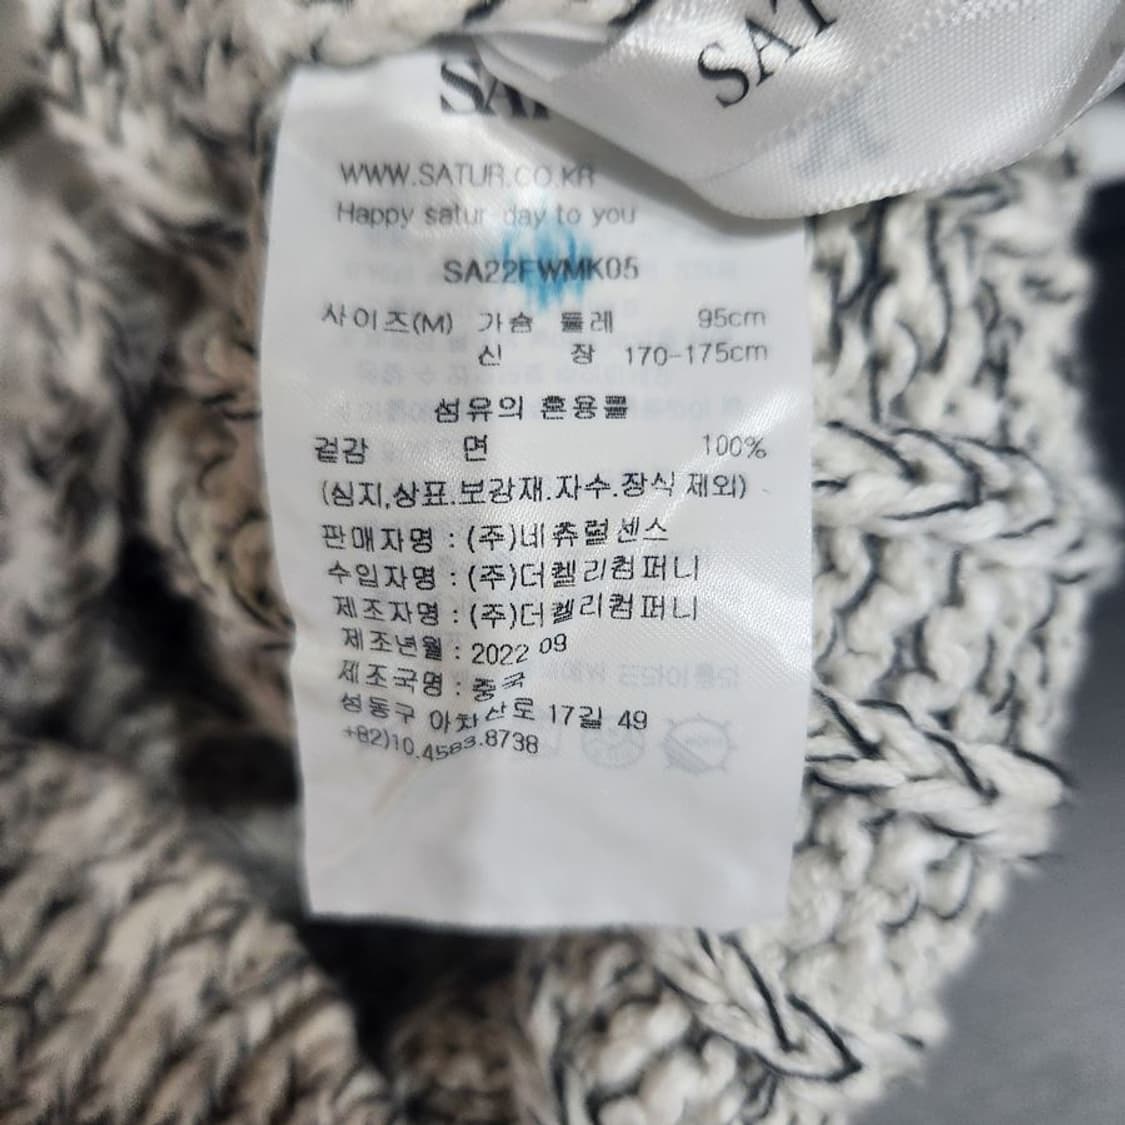 SAT
SAT
WWW.SATUR.CO.KR
Happy satur day to you
SA22FWMK05
사이즈(M) 가슴 둘레 95cm
신 장 170-175cm
섬유의 혼용률
겉감 면 100%
(심지,상표.보강재.자수.장식 제외)
판매자명 : (주)네츄럴센스
수입자명 : (주)더켈리컴퍼니
제조자명 : (주)더켈리컴퍼니
제조년월 : 2022 09
제조국명 : 중국
성동구 아차산로 17길 49
+82)10.4583.8738